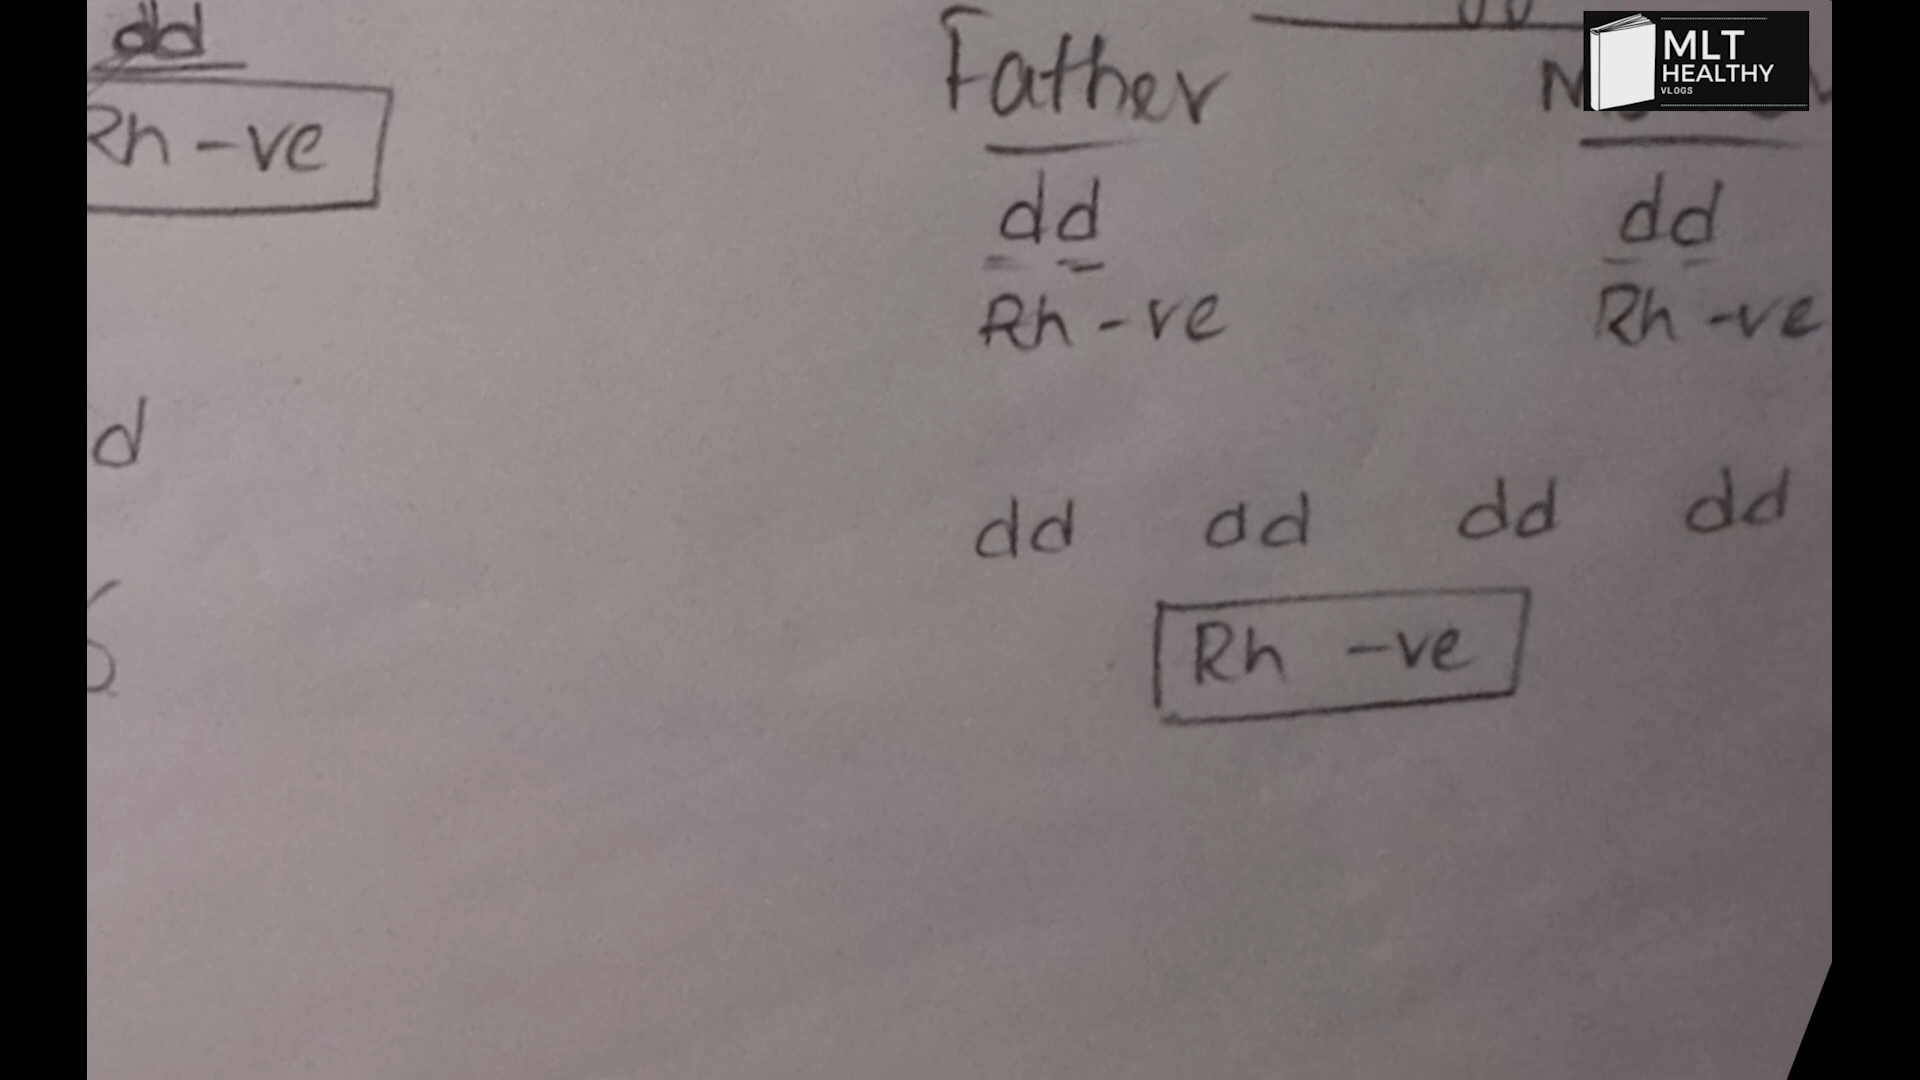 dd
Rh -ve
d
Father
dd
Rh -ve
dd
Rh -ve
dd dd dd dd
Rh -ve
MLT
HEALTHY
VLOGS